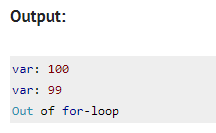 Output:
var: 100
var: 99
Out of for-loop